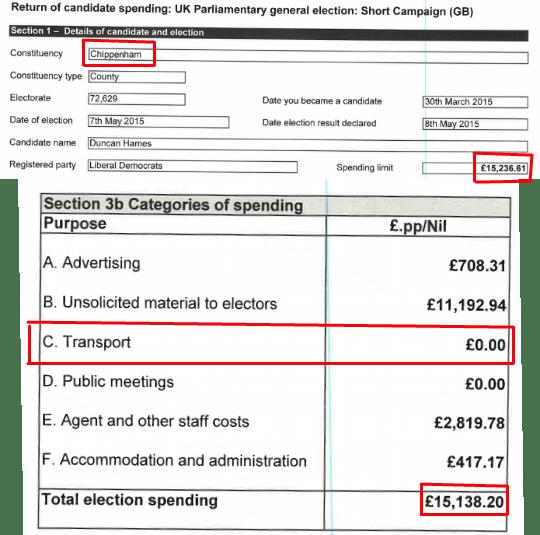 Return of candidate spending: UK Parliamentary general election: Short Campaign (GB)
Section 1 – Details of candidate and election
Constituency Chippenham
Constituency type County
Electorate 72,629 Date you became a candidate 30th March 2015
Date of election 7th May 2015 Date election result declared 8th May 2015
Candidate name Duncan Hames
Registered party Liberal Democrats Spending limit £15,236.61
Section 3b Categories of spending
Purpose £.pp/Nil
A. Advertising £708.31
B. Unsolicited material to electors £11,192.94
C. Transport £0.00
D. Public meetings £0.00
E. Agent and other staff costs £2,819.78
F. Accommodation and administration £417.17
Total election spending £15,138.20